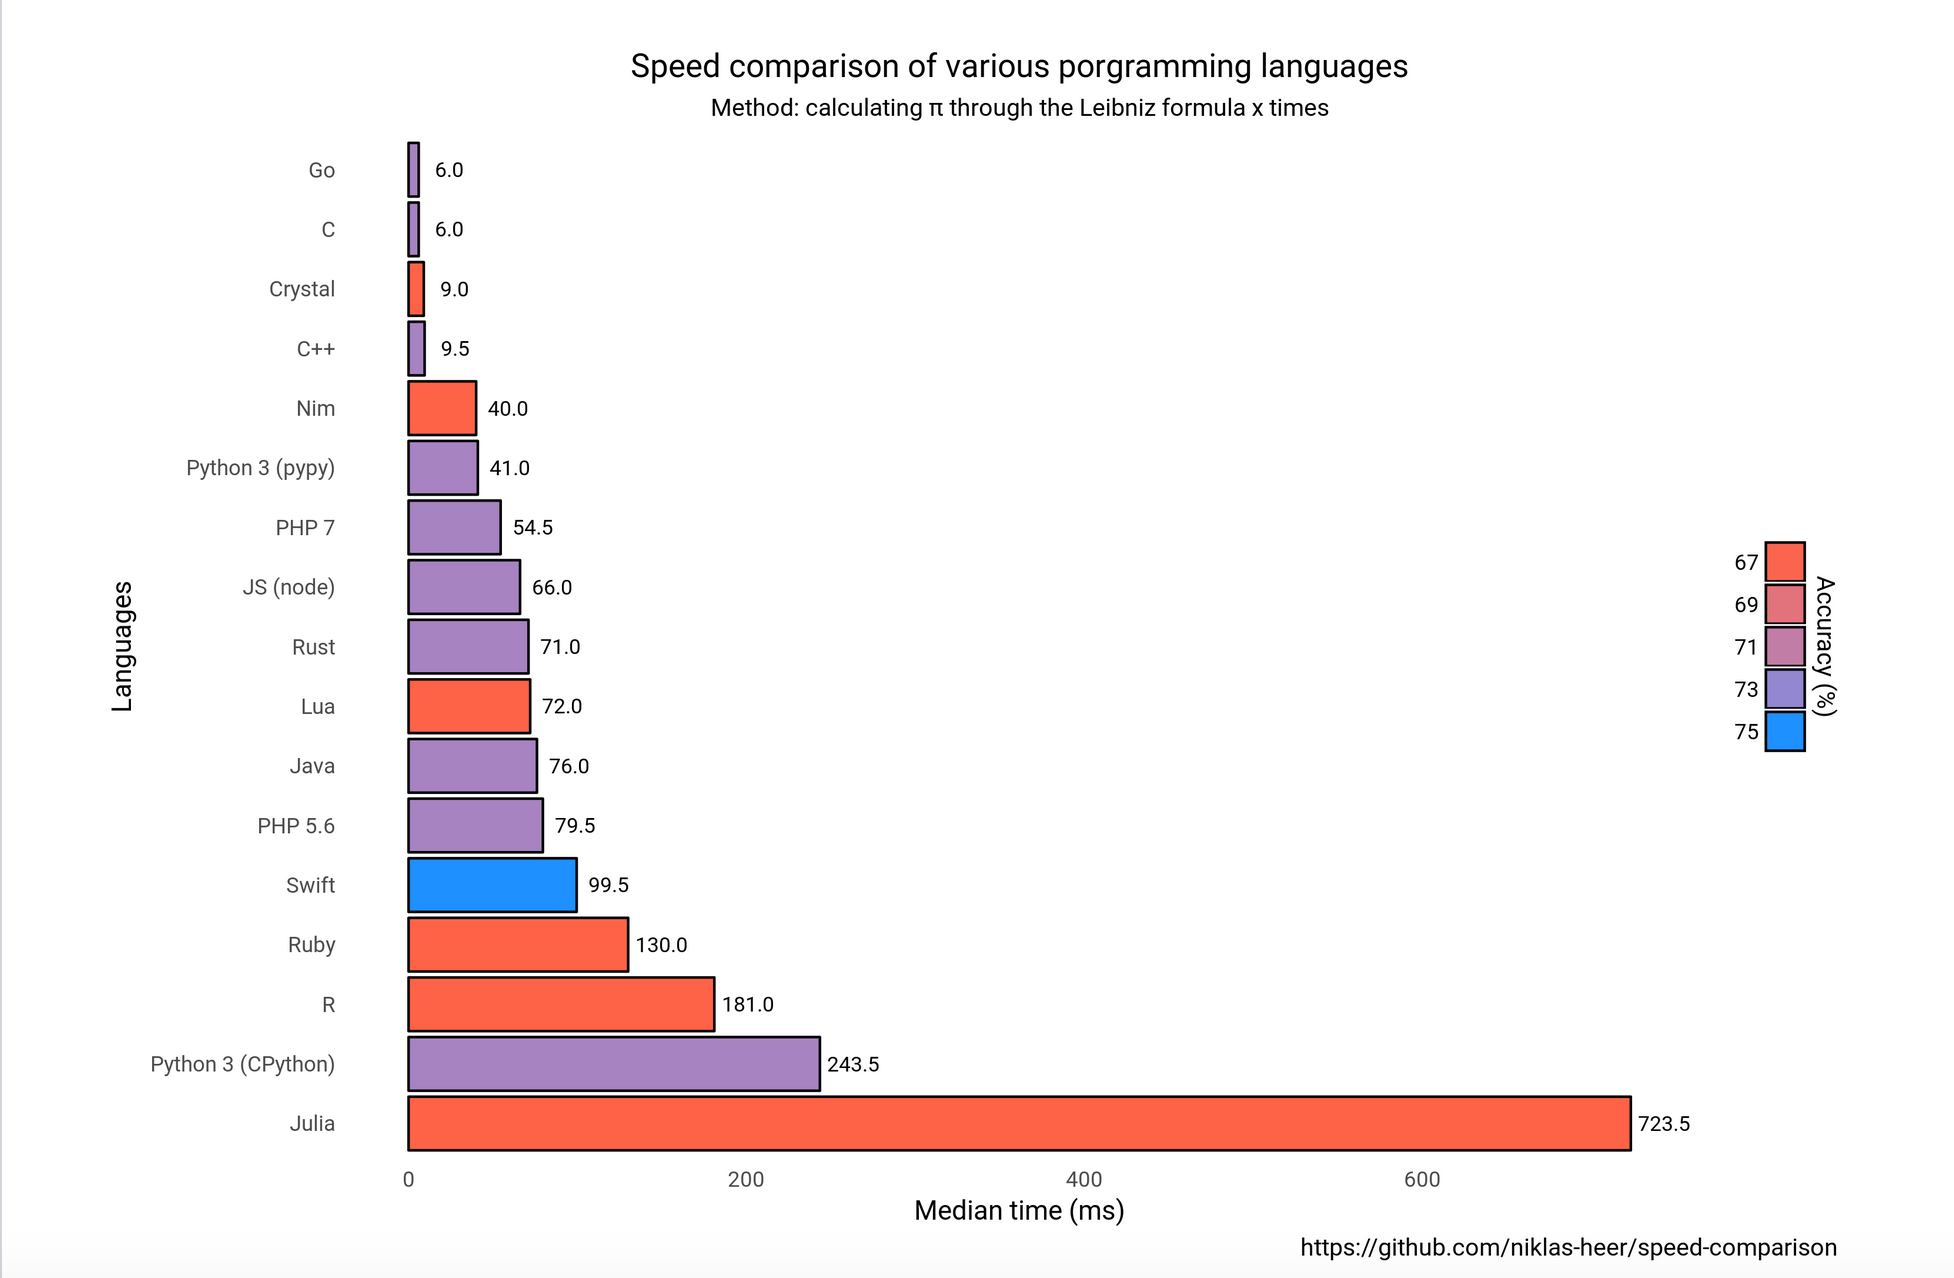 Speed comparison of various porgramming languages
Method: calculating π through the Leibniz formula x times
Go 6.0
C 6.0
Crystal 9.0
C++ 9.5
Nim 40.0
Python 3 (pypy) 41.0
PHP 7 54.5
JS (node) 66.0
Rust 71.0
Lua 72.0
Java 76.0
PHP 5.6 79.5
Swift 99.5
Ruby 130.0
R 181.0
Python 3 (CPython) 243.5
Julia 723.5
Languages
0 200 400 600
Median time (ms)
67
69
71
73
75
Accuracy (%)
https://github.com/niklas-heer/speed-comparison